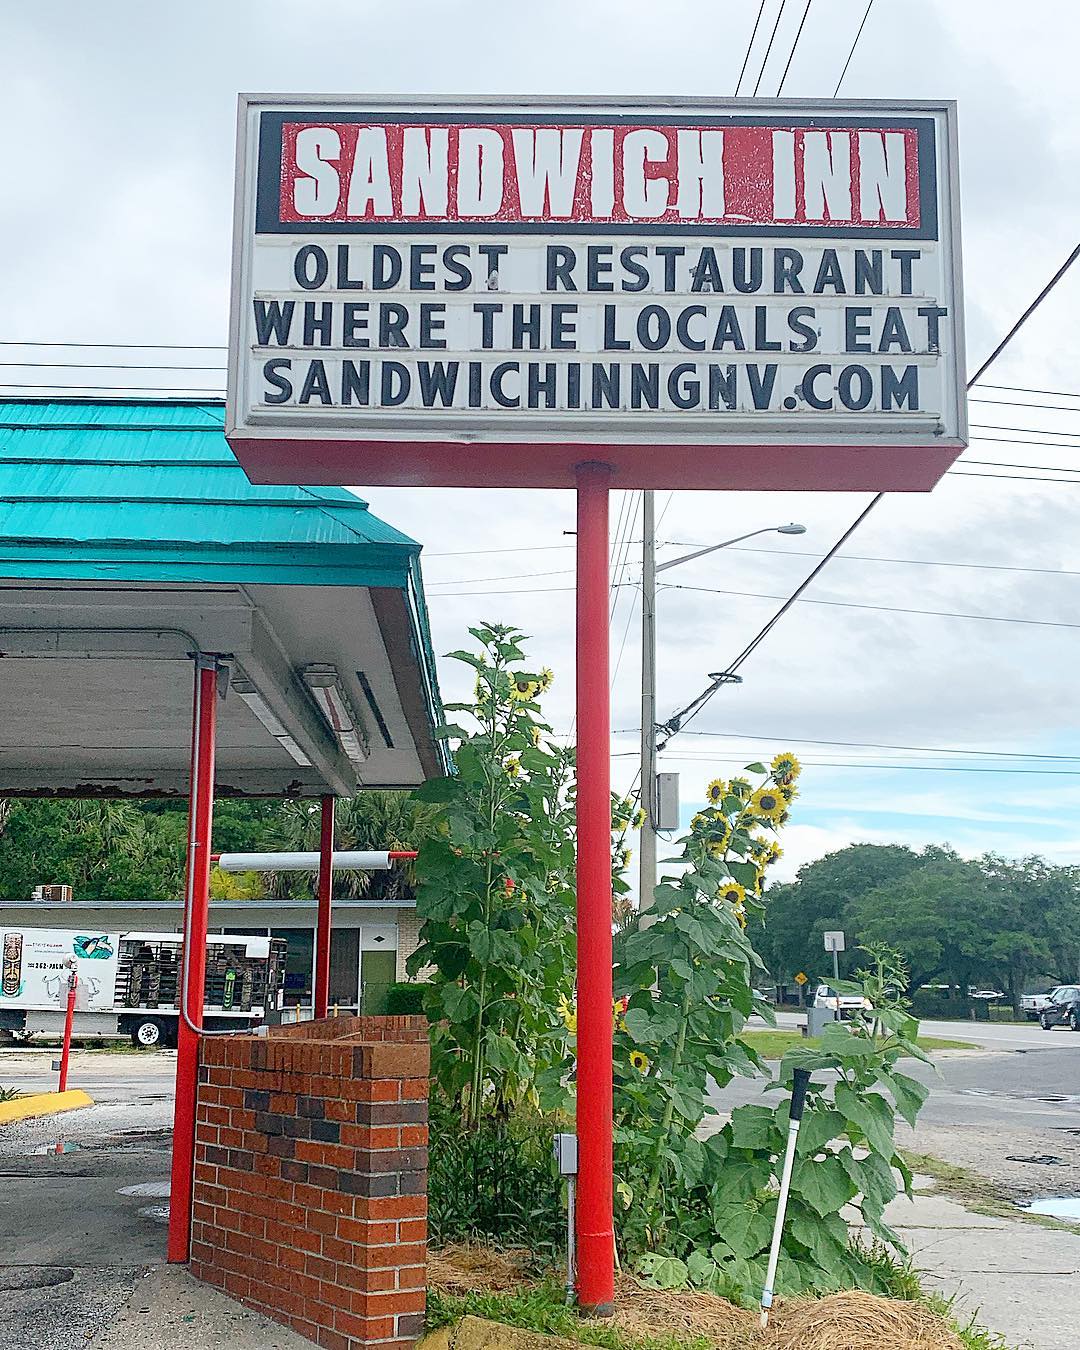 SANDWICH INN
OLDEST RESTAURANT
WHERE THE LOCALS EAT
SANDWICHINNGNV.COM